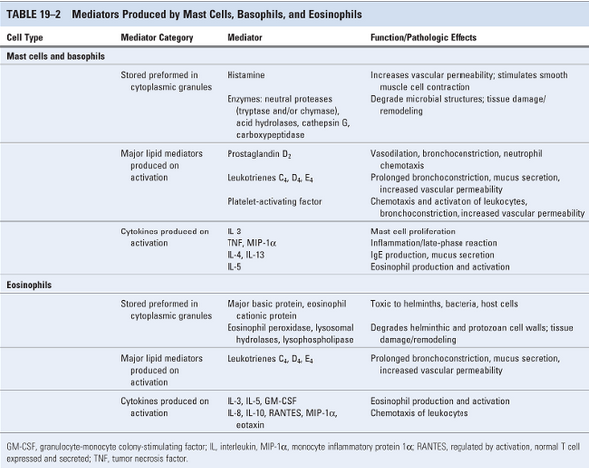 TABLE 19–2 Mediators Produced by Mast Cells, Basophils, and Eosinophils
Cell Type Mediator Category Mediator Function/Pathologic Effects
Mast cells and basophils
Stored preformed in Histamine Increases vascular permeability; stimulates smooth
cytoplasmic granules muscle cell contraction
Enzymes: neutral proteases Degrade microbial structures; tissue damage/
(tryptase and/or chymase), remodeling
acid hydrolases, cathepsin G,
carboxypeptidase
Major lipid mediators Prostaglandin D2 Vasodilation, bronchoconstriction, neutrophil
produced on chemotaxis
activation Leukotrienes C4, D4, E4 Prolonged bronchoconstriction, mucus secretion,
increased vascular permeability
Platelet-activating factor Chemotaxis and activaton of leukocytes,
bronchoconstriction, increased vascular permeability
Cytokines produced on IL 3 Mast cell proliferation
activation TNF, MIP-1α Inflammation/late-phase reaction
IL-4, IL-13 IgE production, mucus secretion
IL-5 Eosinophil production and activation
Eosinophils
Stored preformed in Major basic protein, eosinophil Toxic to helminths, bacteria, host cells
cytoplasmic granules cationic protein
Eosinophil peroxidase, lysosomal Degrades helminthic and protozoan cell walls; tissue
hydrolases, lysophospholipase damage/remodeling
Major lipid mediators Leukotrienes C4, D4, E4 Prolonged bronchoconstriction, mucus secretion,
produced on increased vascular permeability
activation
Cytokines produced on IL-3, IL-5, GM-CSF Eosinophil production and activation
activation IL-8, IL-10, RANTES, MIP-1α, Chemotaxis of leukocytes
eotaxin
GM-CSF, granulocyte-monocyte colony-stimulating factor; IL, interleukin, MIP-1α, monocyte inflammatory protein 1α; RANTES, regulated by activation, normal T cell
expressed and secreted; TNF, tumor necrosis factor.